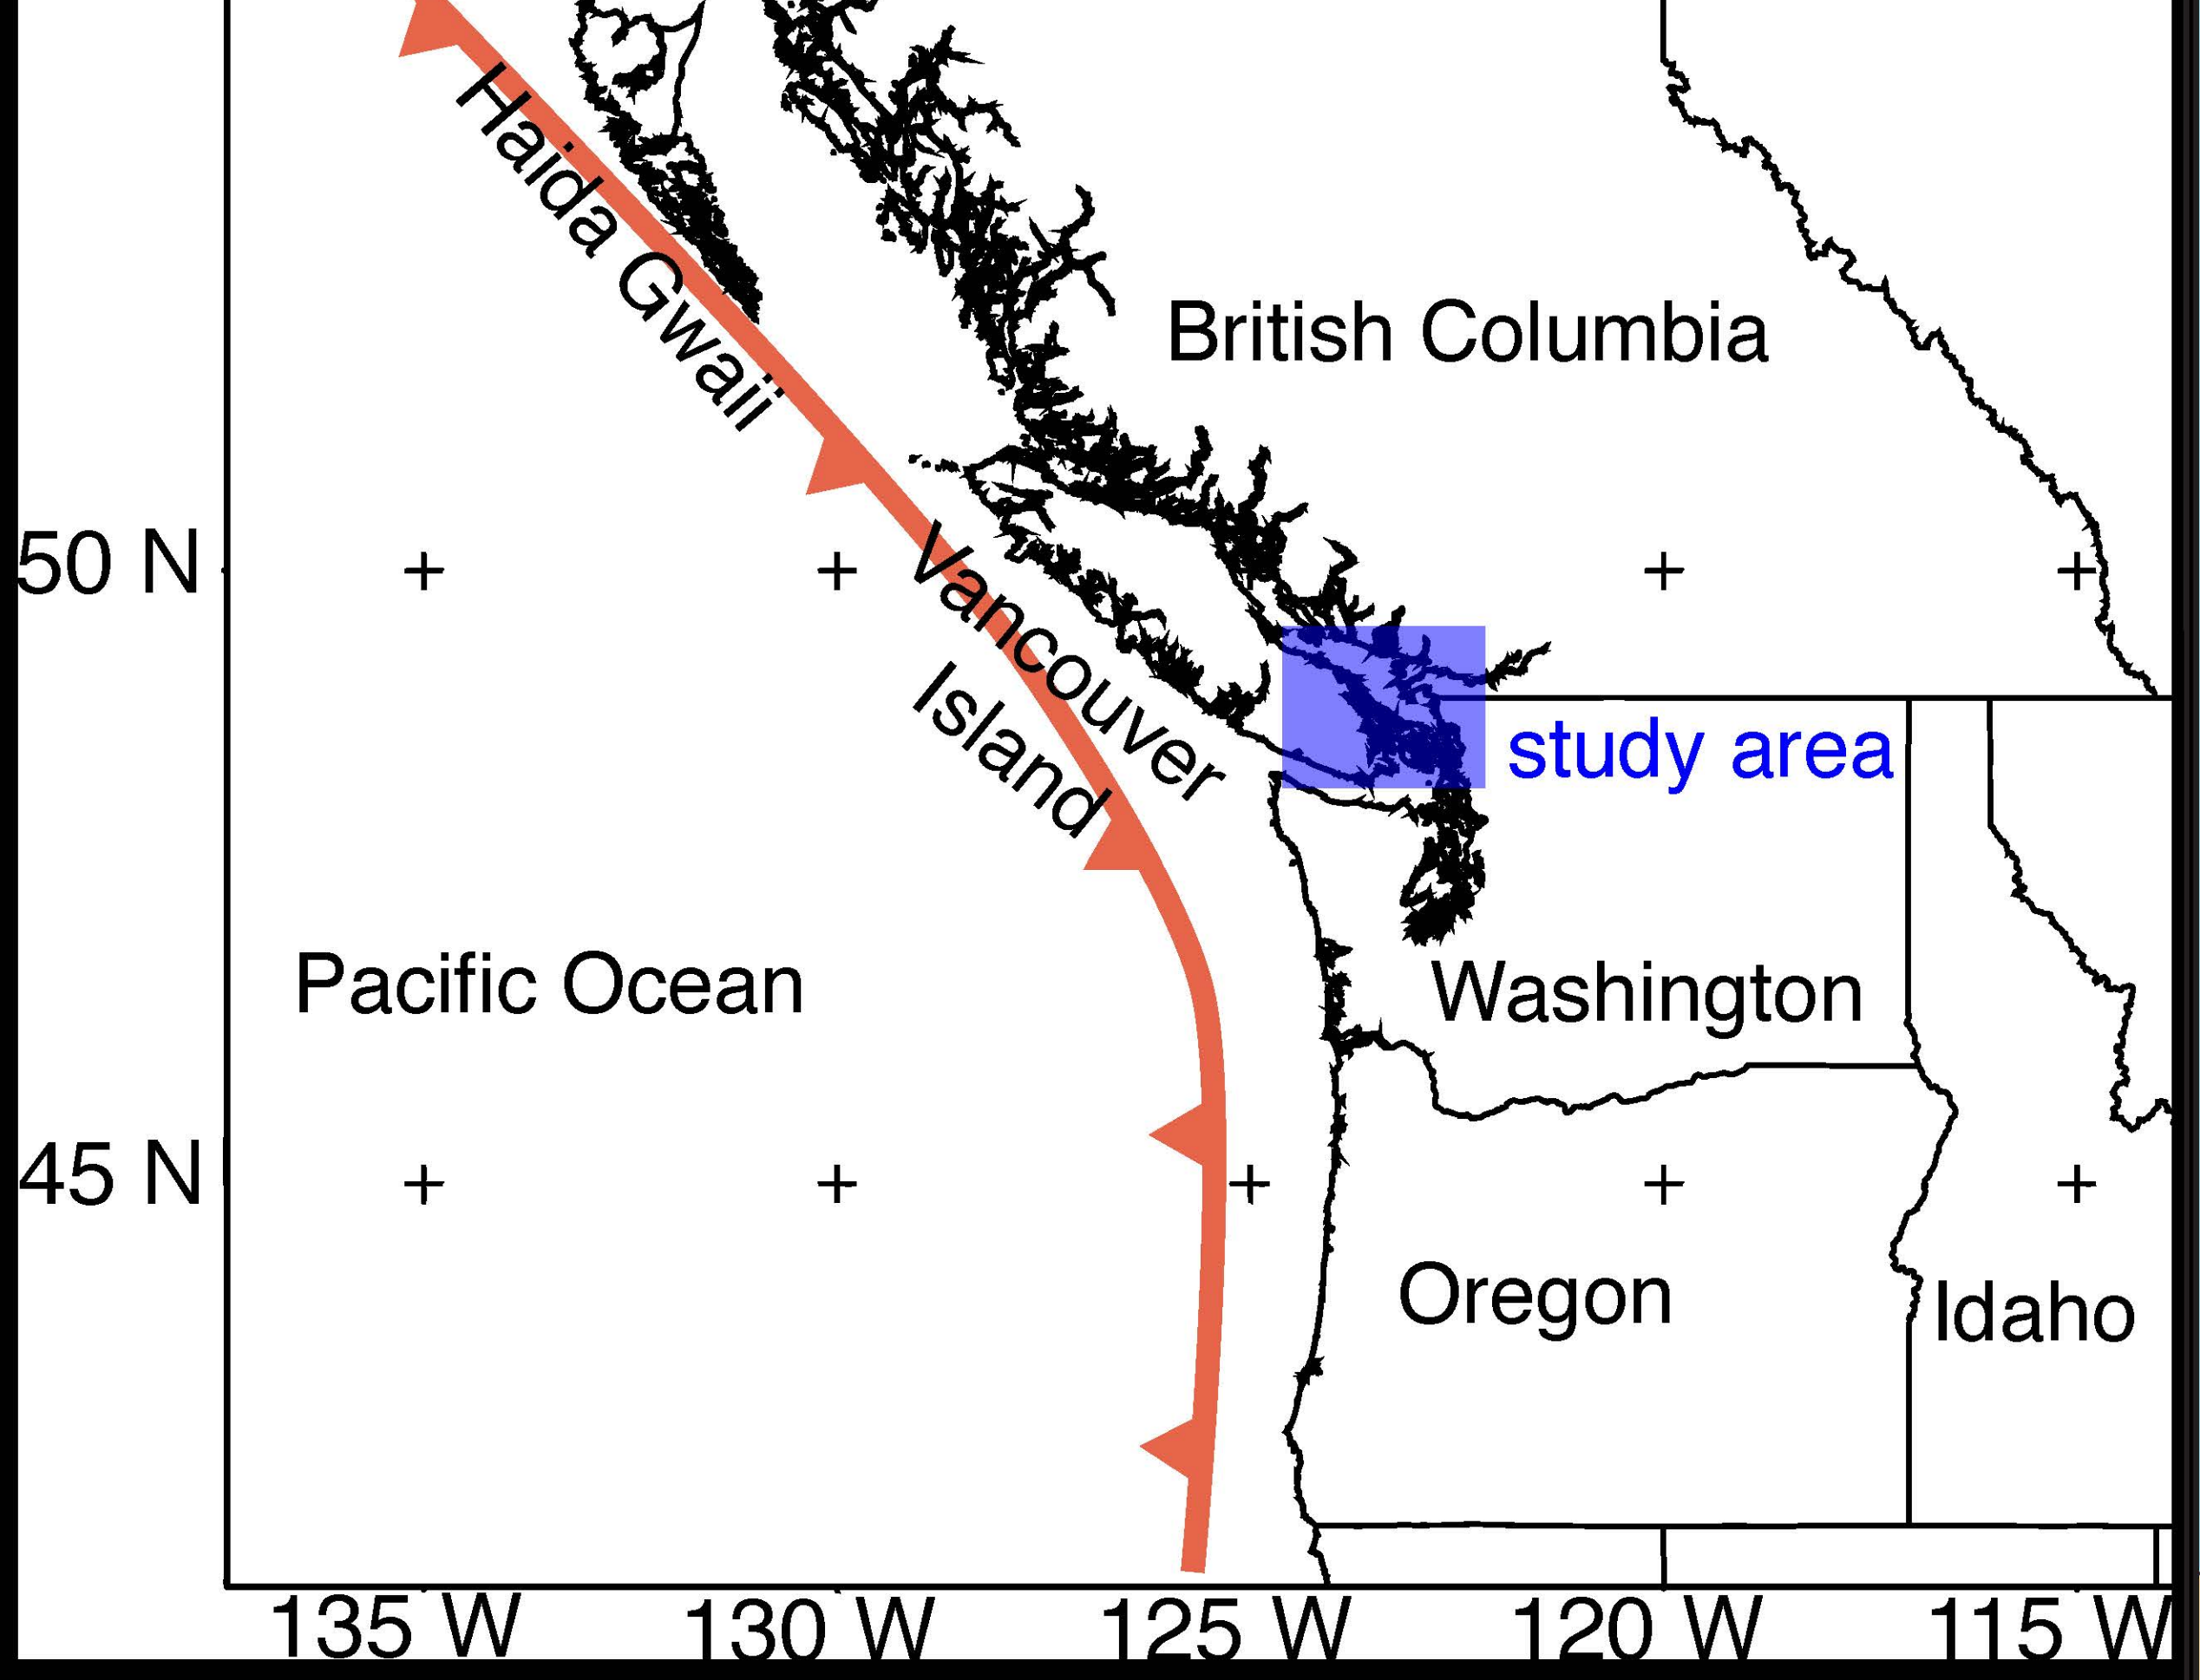 Haida Gwaii
British Columbia
50 N
Vancouver
Island
study area
Pacific Ocean
Washington
45 N
Oregon
Idaho
135 W
130 W
125 W
120 W
115 W